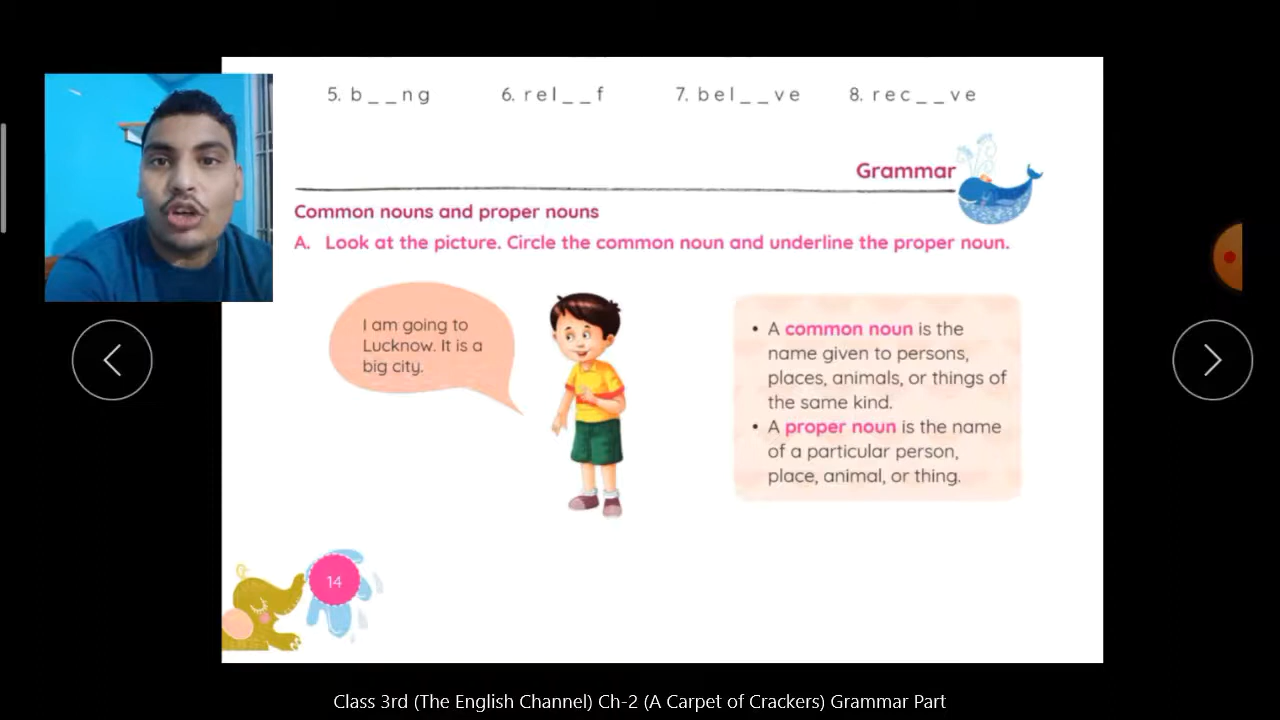 5. b _ _ n g 6. r e l _ _ f 7. b e l _ _ v e 8. r e c _ _ v e
Grammar
Common nouns and proper nouns
A. Look at the picture. Circle the common noun and underline the proper noun.
I am going to
Lucknow. It is a
big city.
• A common noun is the
name given to persons,
places, animals, or things of
the same kind.
• A proper noun is the name
of a particular person,
place, animal, or thing.
14
Class 3rd (The English Channel) Ch-2 (A Carpet of Crackers) Grammar Part